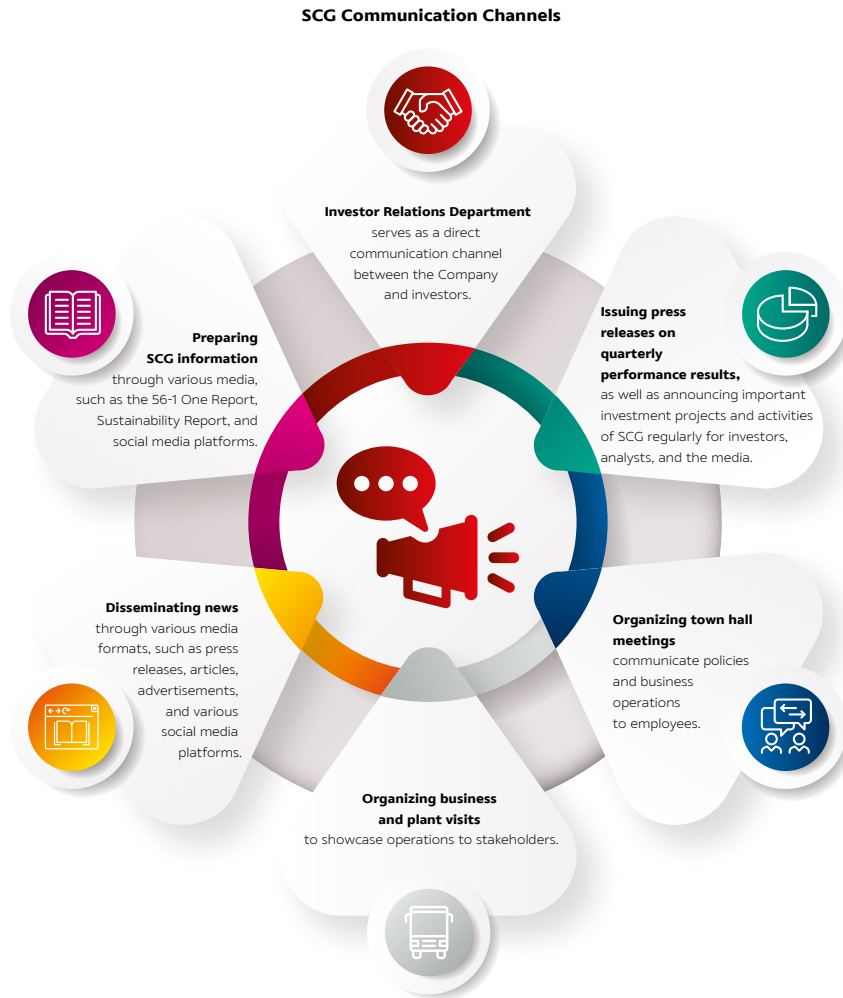 SCG Communication Channels
Investor Relations Department
serves as a direct
communication channel
between the Company
and investors.
Issuing press
releases on
quarterly
performance results,
as well as announcing important
investment projects and activities
of SCG regularly for investors,
analysts, and the media.
Organizing town hall
meetings
communicate policies
and business
operations
to employees.
Organizing business
and plant visits
to showcase operations to stakeholders.
Disseminating news
through various media
formats, such as press
releases, articles,
advertisements,
and various
social media
platforms.
Preparing
SCG information
through various media,
such as the 56-1 One Report,
Sustainability Report, and
social media platforms.